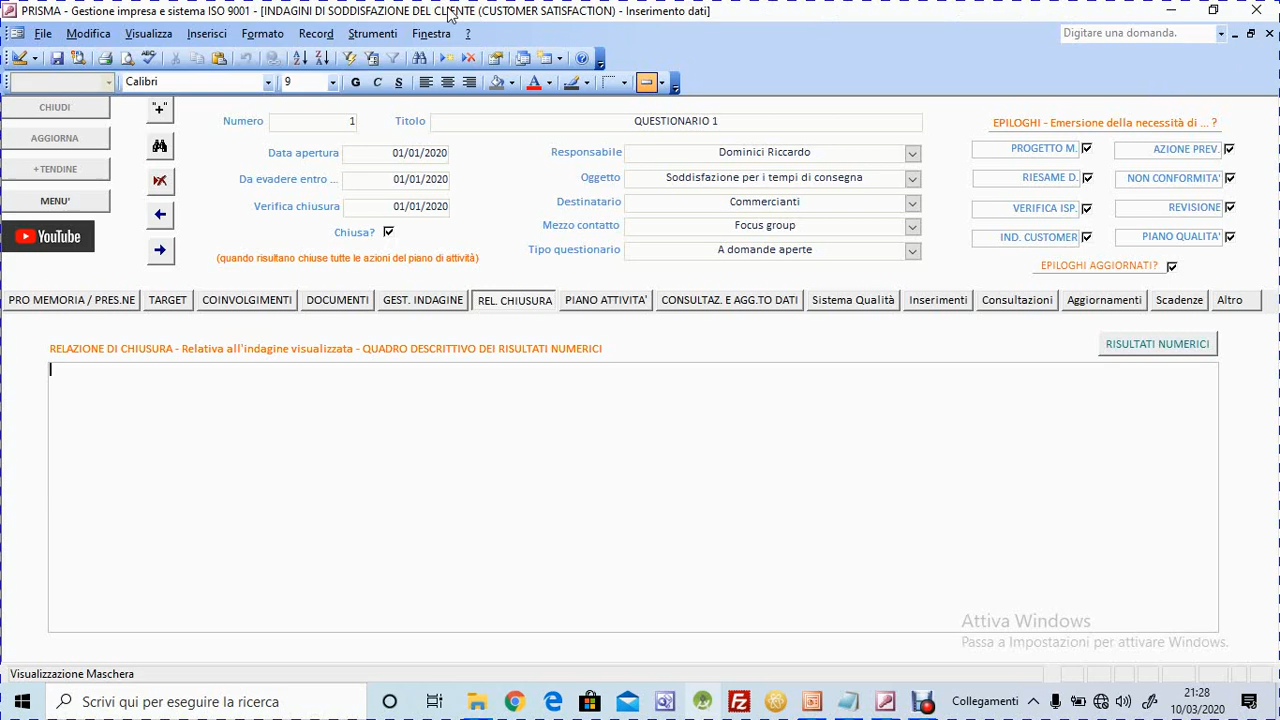 PRISMA - Gestione impresa e sistema ISO 9001 - [INDAGINI DI SODDISFAZIONE DEL CLIENTE (CUSTOMER SATISFACTION) - Inserimento dati]
File Modifica Visualizza Inserisci Formato Record Strumenti Finestra ? Digitare una domanda.
Calibri 9 G C S A
CHIUDI "+" Numero 1 Titolo QUESTIONARIO 1 EPILOGHI - Emersione della necessità di ... ?
AGGIORNA Data apertura 01/01/2020 Responsabile Dominici Riccardo PROGETTO M. AZIONE PREV.
+ TENDINE Da evadere entro ... 01/01/2020 Oggetto Soddisfazione per i tempi di consegna RIESAME D. NON CONFORMITA'
MENU' Verifica chiusura 01/01/2020 Destinatario Commercianti VERIFICA ISP. REVISIONE
YouTube Chiusa? Mezzo contatto Focus group IND. CUSTOMER PIANO QUALITA'
(quando risultano chiuse tutte le azioni del piano di attività) Tipo questionario A domande aperte EPILOGHI AGGIORNATI?
PRO MEMORIA / PRES.NE TARGET COINVOLGIMENTI DOCUMENTI GEST. INDAGINE REL. CHIUSURA PIANO ATTIVITA' CONSULTAZ. E AGG.TO DATI Sistema Qualità Inserimenti Consultazioni Aggiornamenti Scadenze Altro
RELAZIONE DI CHIUSURA - Relativa all'indagine visualizzata - QUADRO DESCRITTIVO DEI RISULTATI NUMERICI RISULTATI NUMERICI
Attiva Windows
Passa a Impostazioni per attivare Windows.
Visualizzazione Maschera
Scrivi qui per eseguire la ricerca Collegamenti 21:28
10/03/2020